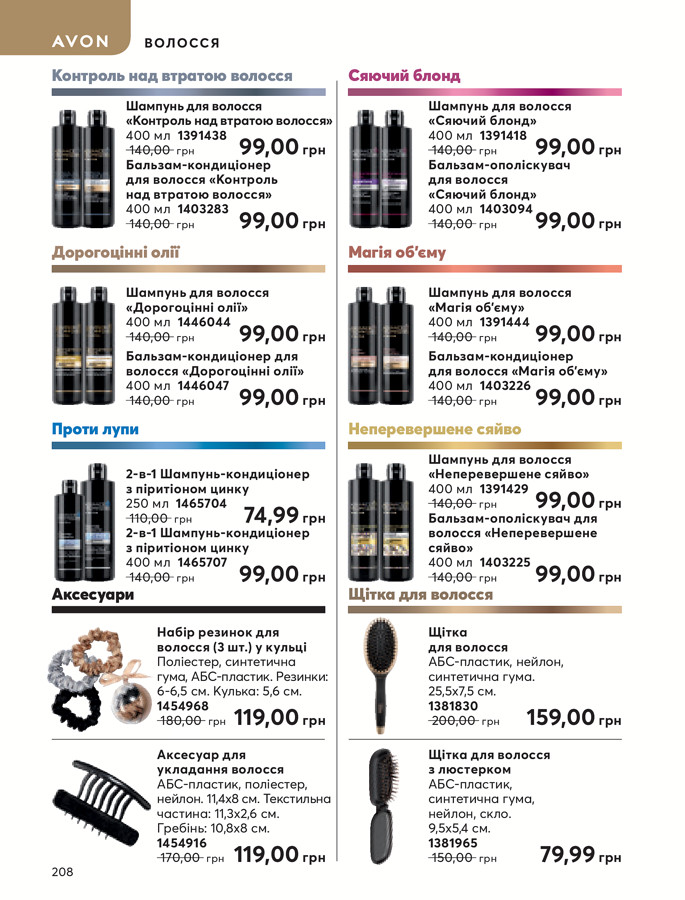 AVON
ВОЛОССЯ
Контроль над втратою волосся
Шампунь для волосся
«Контроль над втратою волосся»
400 мл 1391438
140,00 грн 99,00 грн
Бальзам-кондиціонер
для волосся «Контроль
над втратою волосся»
400 мл 1403283
140,00 грн 99,00 грн
Дорогоцінні олії
Шампунь для волосся
«Дорогоцінні олії»
400 мл 1446044
140,00 грн 99,00 грн
Бальзам-кондиціонер для
волосся «Дорогоцінні олії»
400 мл 1446047
140,00 грн 99,00 грн
Проти лупи
2-в-1 Шампунь-кондиціонер
з піритіоном цинку
250 мл 1465704
110,00 грн 74,99 грн
2-в-1 Шампунь-кондиціонер
з піритіоном цинку
400 мл 1465707
140,00 грн 99,00 грн
Аксесуари
Набір резинок для
волосся (3 шт.) у кульці
Поліестер, синтетична
гума, АБС-пластик. Резинки:
6-6,5 см. Кулька: 5,6 см.
1454968
180,00 грн 119,00 грн
Аксесуар для
укладання волосся
АБС-пластик, поліестер,
нейлон. 11,4х8 см. Текстильна
частина: 11,3х2,6 см.
Гребінь: 10,8х8 см.
1454916
170,00 грн 119,00 грн
Сяючий блонд
Шампунь для волосся
«Сяючий блонд»
400 мл 1391418
140,00 грн 99,00 грн
Бальзам-ополіскувач
для волосся
«Сяючий блонд»
400 мл 1403094
140,00 грн 99,00 грн
Магія об'єму
Шампунь для волосся
«Магія об'єму»
400 мл 1391444
140,00 грн 99,00 грн
Бальзам-кондиціонер
для волосся «Магія об'єму»
400 мл 1403226
140,00 грн 99,00 грн
Неперевершене сяйво
Шампунь для волосся
«Неперевершене сяйво»
400 мл 1391429
140,00 грн 99,00 грн
Бальзам-ополіскувач для
волосся «Неперевершене
сяйво»
400 мл 1403225
140,00 грн 99,00 грн
Щітка для волосся
Щітка
для волосся
АБС-пластик, нейлон,
синтетична гума.
25,5х7,5 см.
1381830
200,00 грн 159,00 грн
Щітка для волосся
з люстерком
АБС-пластик,
синтетична гума,
нейлон, скло.
9,5х5,4 см.
1381965
150,00 грн 79,99 грн
208